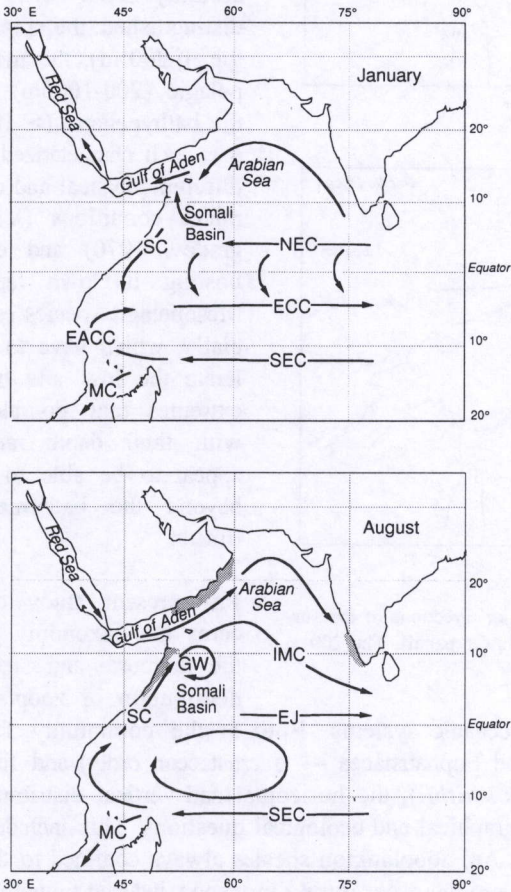 30° E 45° 60° 75° 90°
January
Red Sea
20°
Gulf of Aden
Arabian
Sea
10°
Somali
Basin
SC
NEC
Equator
ECC
EACC
10°
SEC
MC
20°
August
Red Sea
20°
Arabian
Sea
Gulf of Aden
10°
GW
IMC
Somali
Basin
SC
EJ
Equator
10°
SEC
MC
20°
30° E 45° 60° 75° 90°